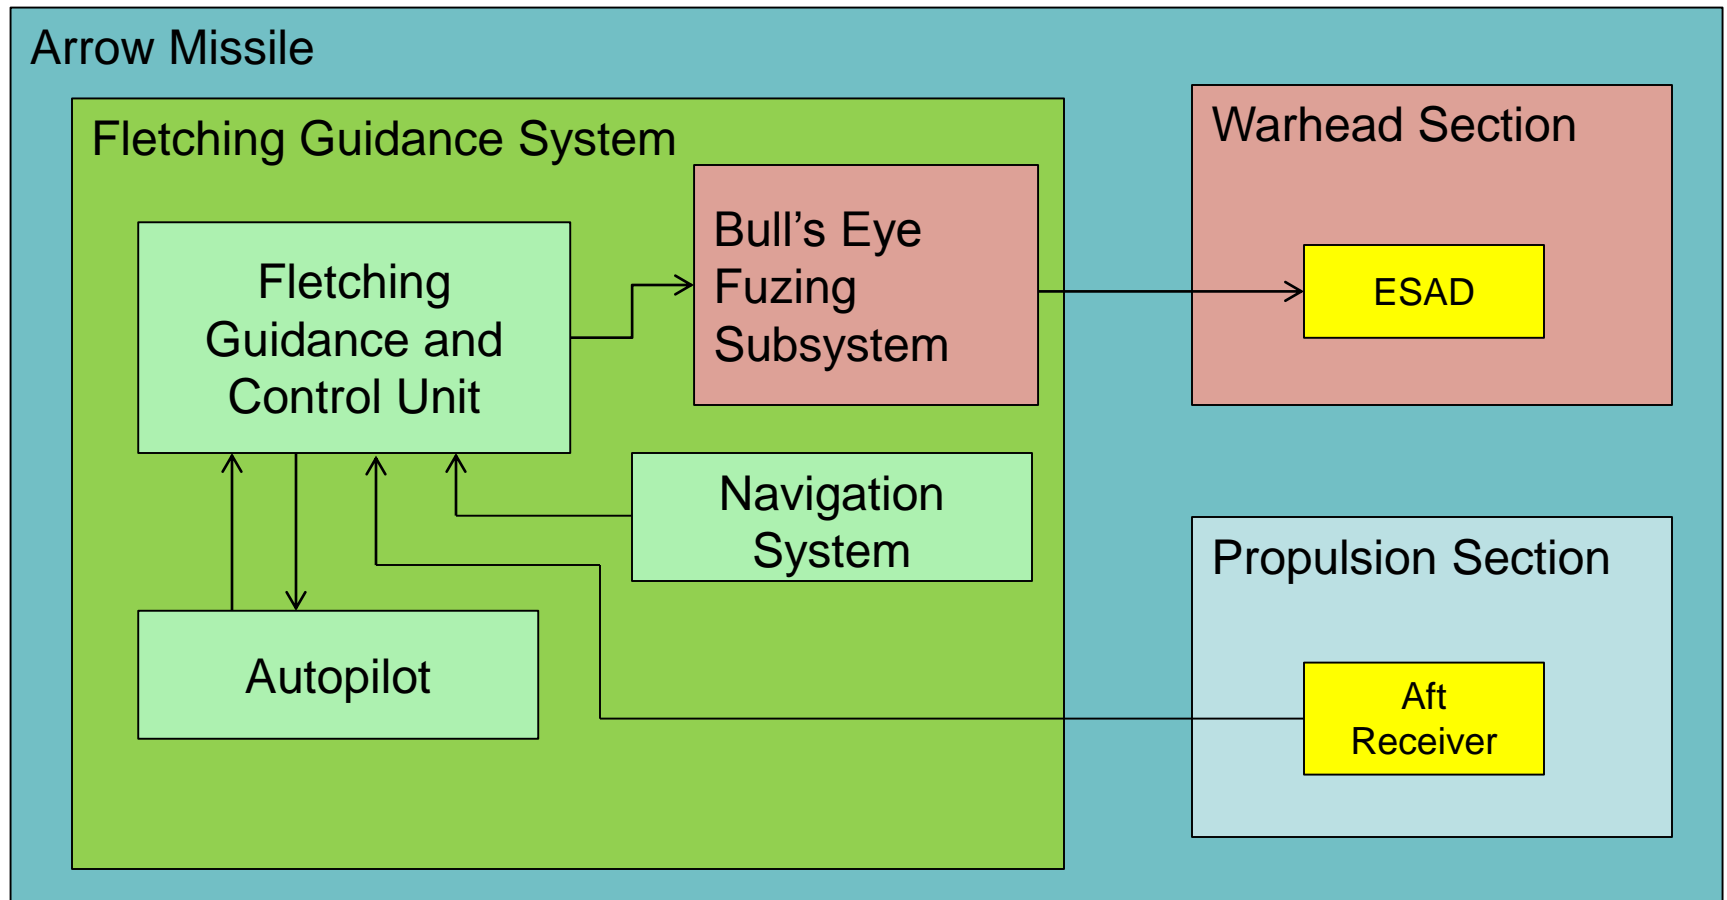 Arrow Missile
Fletching Guidance System
Warhead Section
Bull’s Eye
Fuzing
Subsystem
Fletching
Guidance and
Control Unit
ESAD
Navigation
System
Propulsion Section
Autopilot
Aft
Receiver